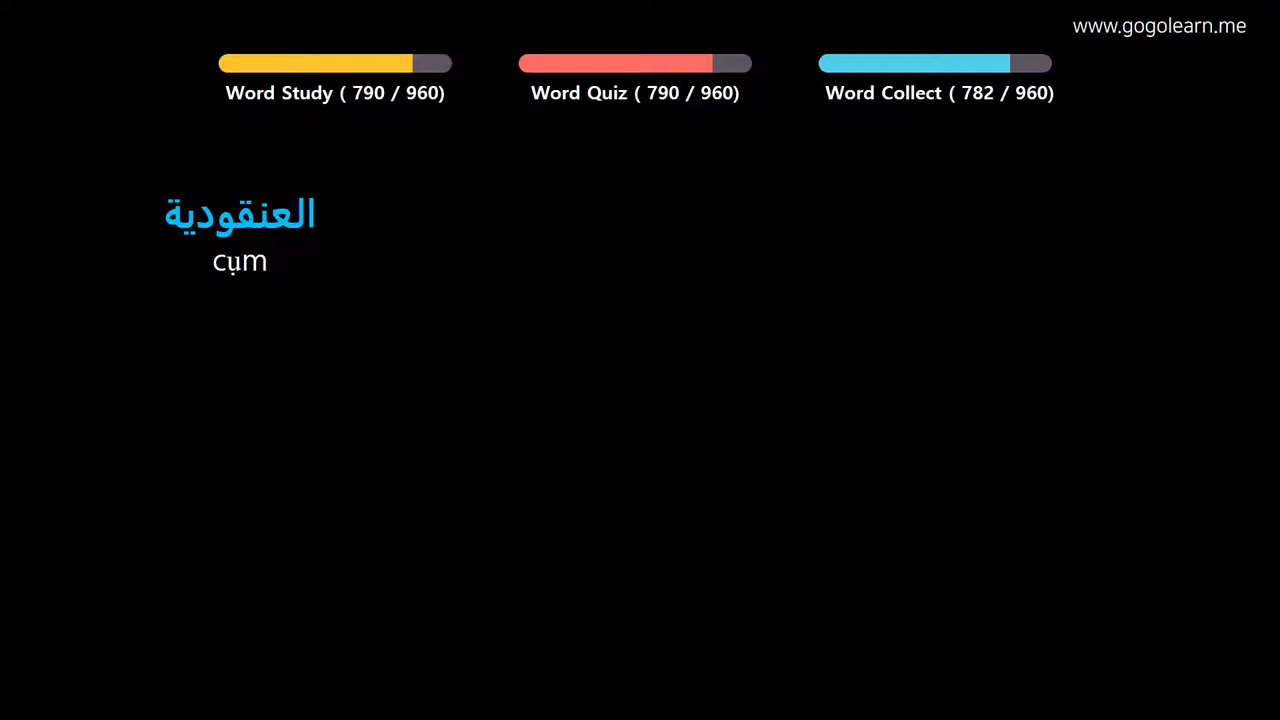 www.gogolearn.me
Word Study ( 790 / 960)
Word Quiz ( 790 / 960)
Word Collect ( 782 / 960)
العنقودية
cụm